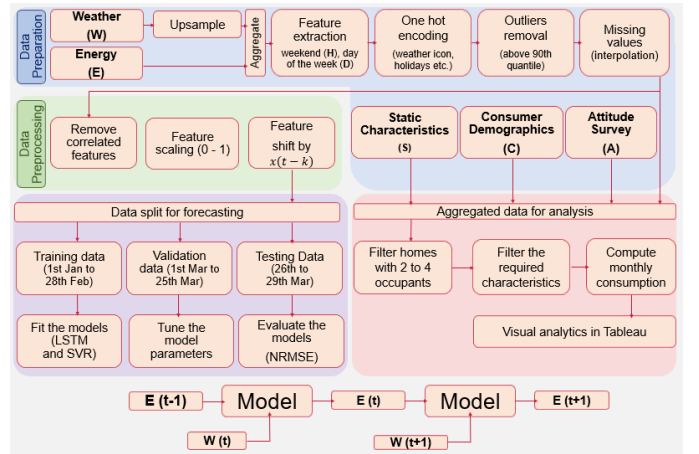 Data
Preparation
Weather
(W)
Upsample
Energy
(E)
Aggregate
Feature
extraction
weekend (H), day
of the week (D)
One hot
encoding
(weather icon,
holidays etc.)
Outliers
removal
(above 90th
quantile)
Missing
values
(interpolation)
Data
Preprocessing
Remove
correlated
features
Feature
scaling (0 - 1)
Feature
shift by
x(t − k)
Static
Characteristics
(S)
Consumer
Demographics
(C)
Attitude
Survey
(A)
Data split for forecasting
Training data
(1st Jan to
28th Feb)
Validation
data (1st Mar to
25th Mar)
Testing Data
(26th to
29th Mar)
Fit the models
(LSTM
and SVR)
Tune the
model
parameters
Evaluate the
models
(NRMSE)
Aggregated data for analysis
Filter homes
with 2 to 4
occupants
Filter the
required
characteristics
Compute
monthly
consumption
Visual analytics in Tableau
E (t-1)
Model
E (t)
Model
E (t+1)
W (t)
W (t+1)